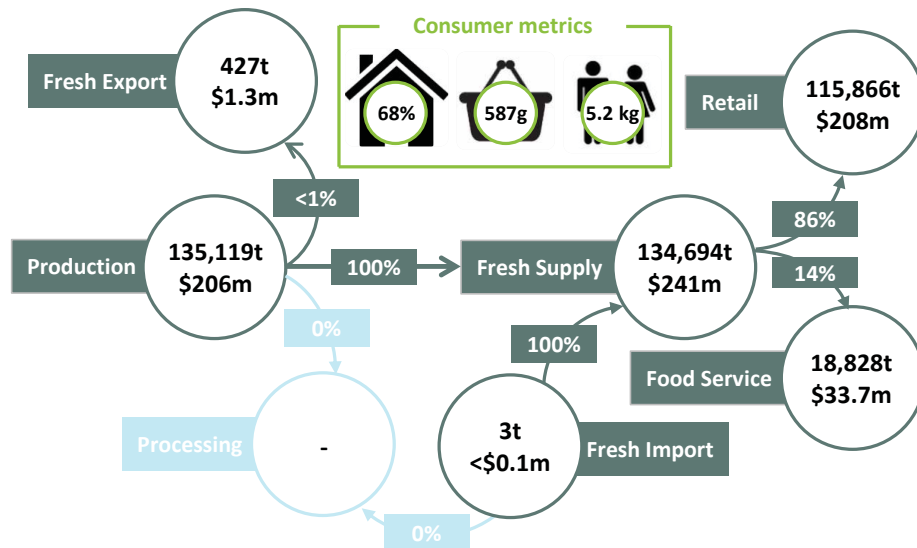 Consumer metrics
68%
587g
5.2 kg
Fresh Export
427t
$1.3m
Retail
115,866t
$208m
<1%
86%
Production
135,119t
$206m
100%
Fresh Supply
134,694t
$241m
14%
0%
100%
Food Service
18,828t
$33.7m
Processing
-
3t
<$0.1m
Fresh Import
0%